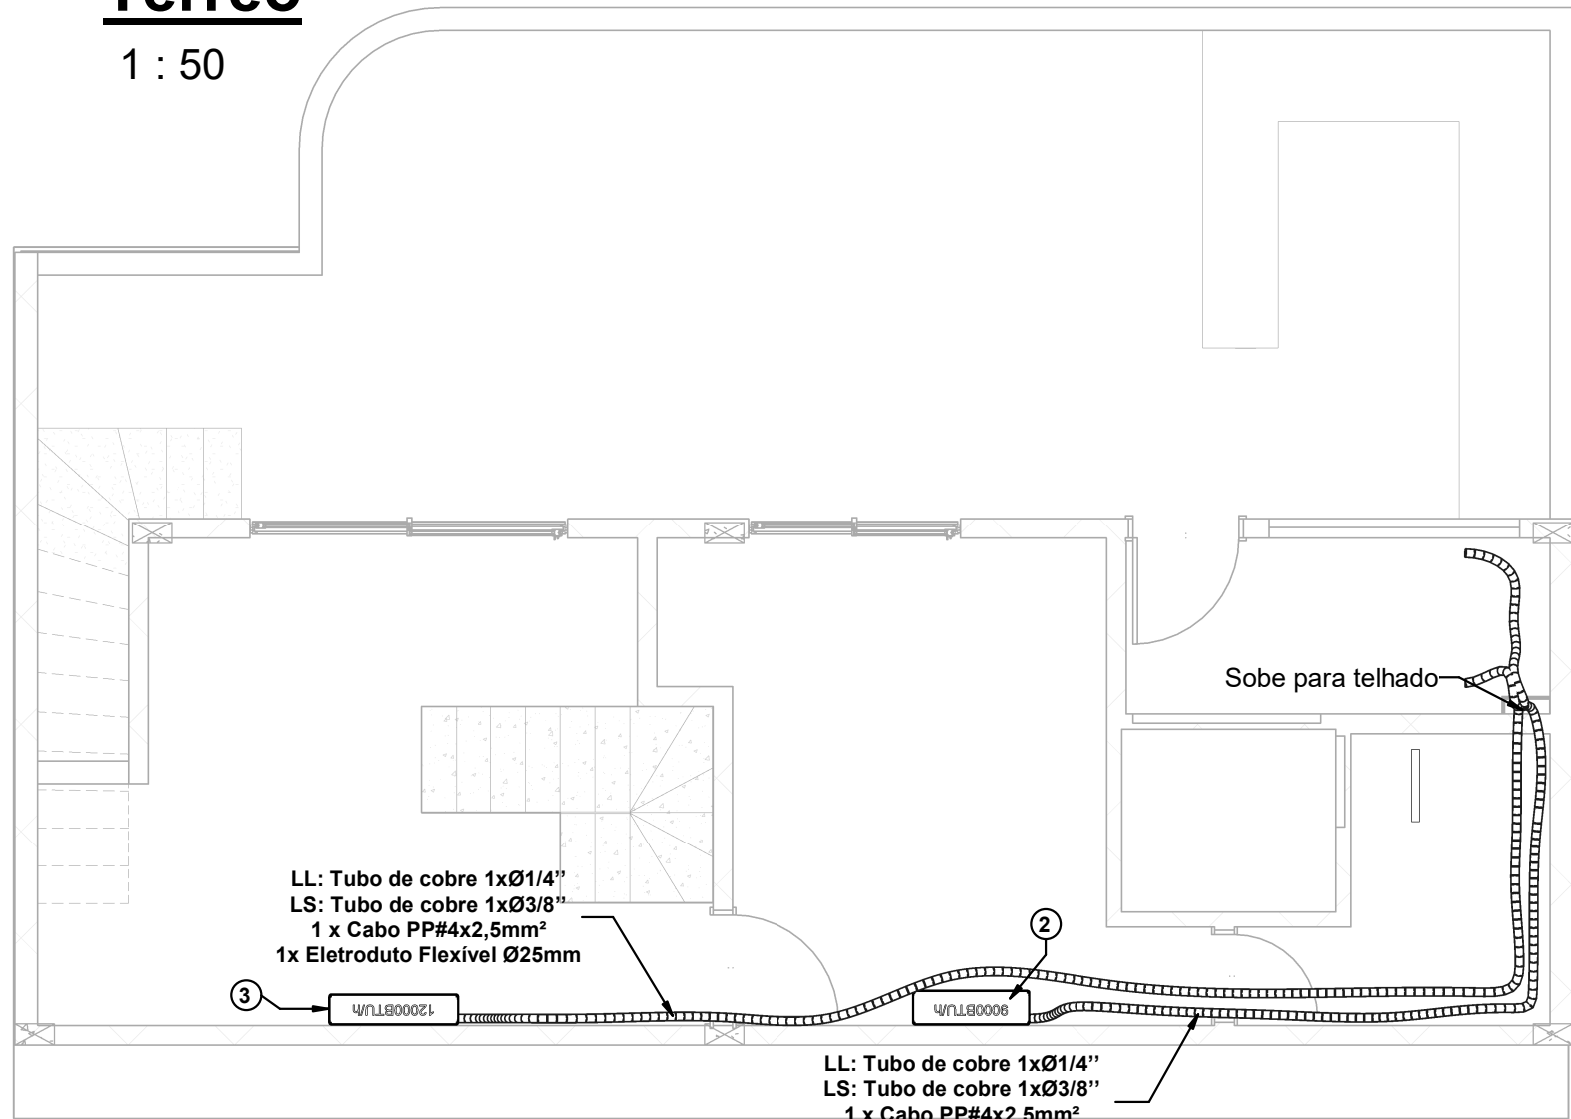 Térreo
1 : 50
Sobe para telhado
LL: Tubo de cobre 1xØ1/4’’
LS: Tubo de cobre 1xØ3/8’’
1 x Cabo PP#4x2,5mm²
1x Eletroduto Flexível Ø25mm
2
3
12000BTU/h
9000BTU/h
LL: Tubo de cobre 1xØ1/4’’
LS: Tubo de cobre 1xØ3/8’’
1 x Cabo PP#4x2,5mm²